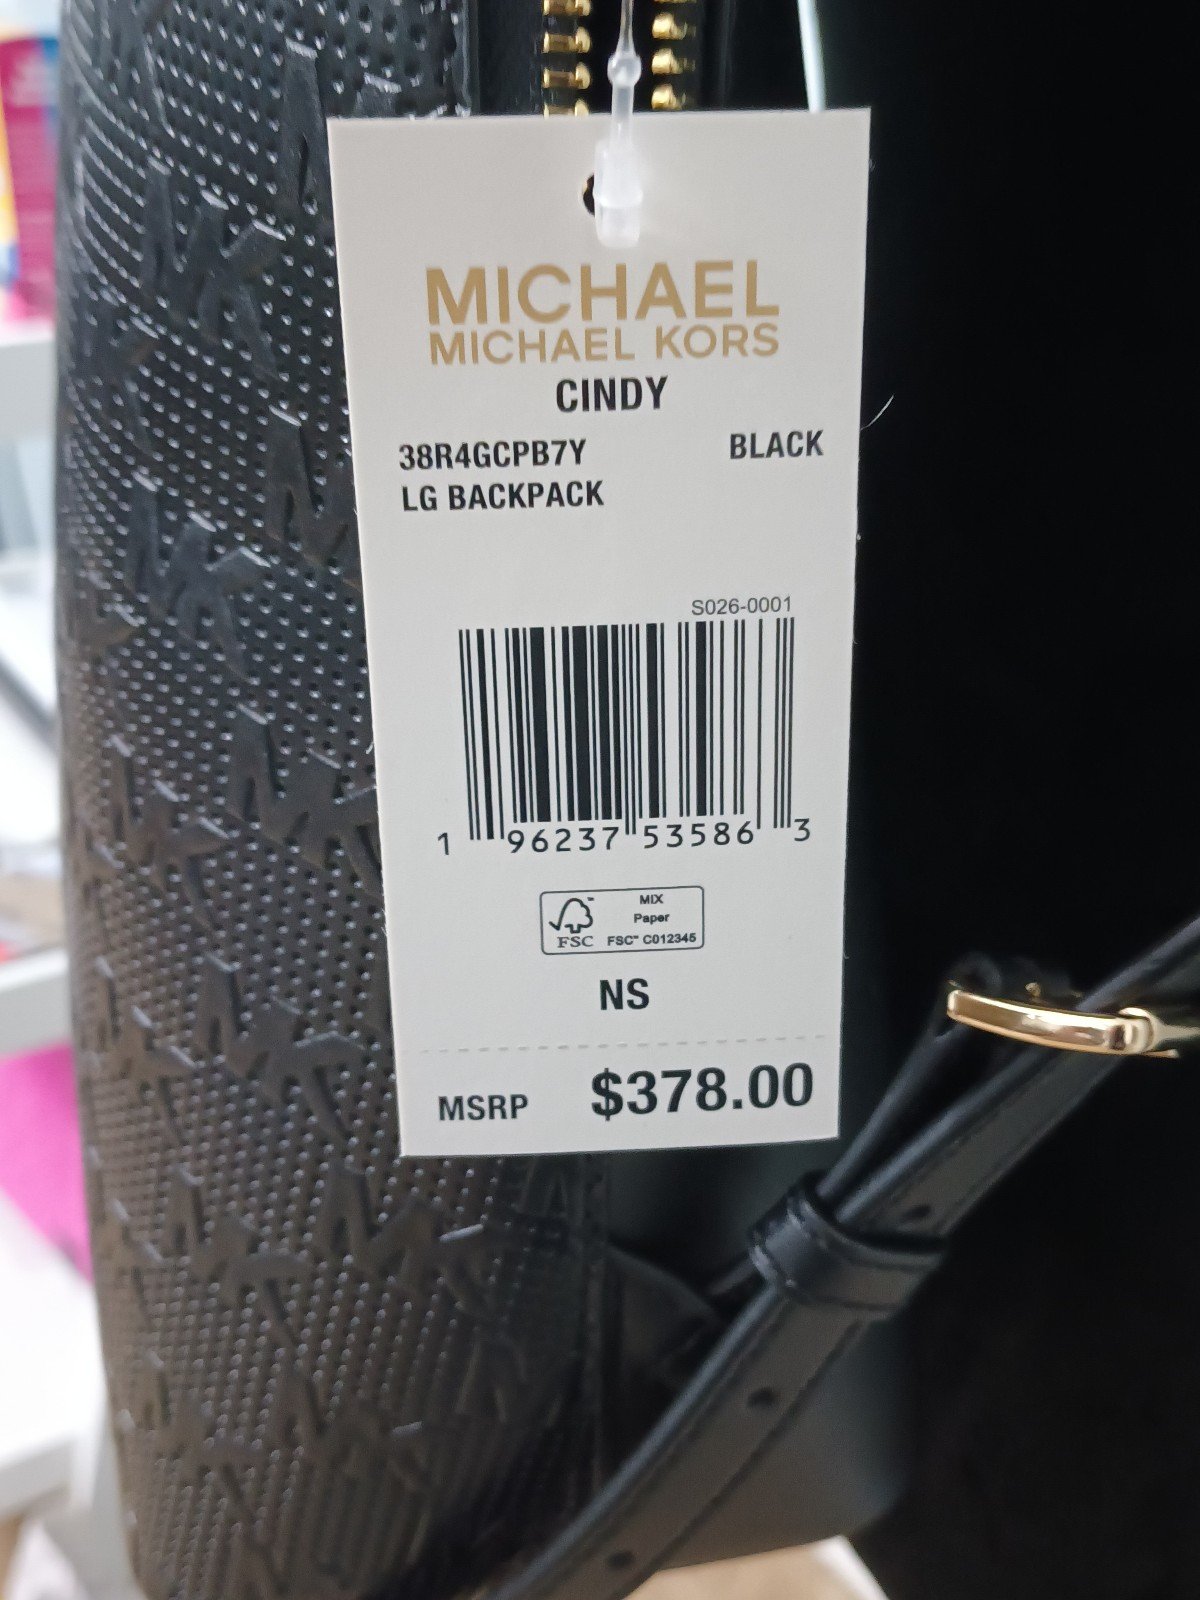 MICHAEL
MICHAEL KORS
CINDY
38R4GCPB7Y BLACK
LG BACKPACK
S026-0001
1 96237 53586 3
MIX
Paper
FSC™ C012345
FSC
NS
MSRP $378.00